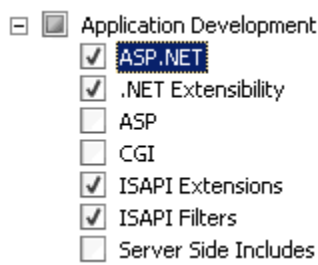 Application Development
ASP.NET
.NET Extensibility
ASP
CGI
ISAPI Extensions
ISAPI Filters
Server Side Includes